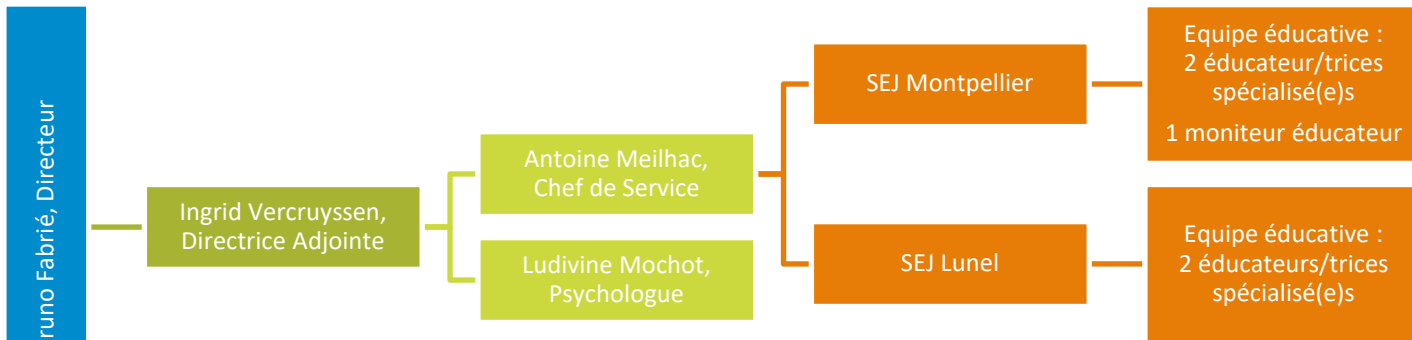 runo Fabrié, Directeur
Ingrid Vercruyssen,
Directrice Adjointe
Antoine Meilhac,
Chef de Service
Ludivine Mochot,
Psychologue
SEJ Montpellier
SEJ Lunel
Equipe éducative :
2 éducateur/trices
spécialisé(e)s
1 moniteur éducateur
Equipe éducative :
2 éducateurs/trices
spécialisé(e)s